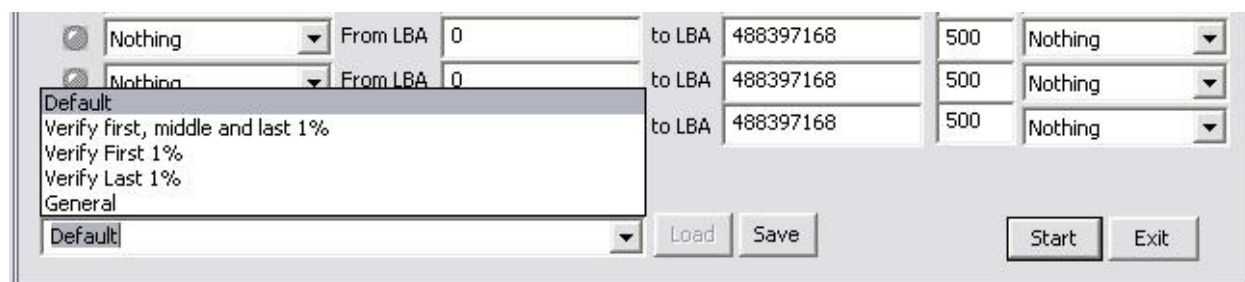 Nothing From LBA 0 to LBA 488397168 500 Nothing
Nothing From LBA 0 to LBA 488397168 500 Nothing
Default
Verify first, middle and last 1%
to LBA 488397168 500 Nothing
Verify First 1%
Verify Last 1%
General
Default Load Save Start Exit